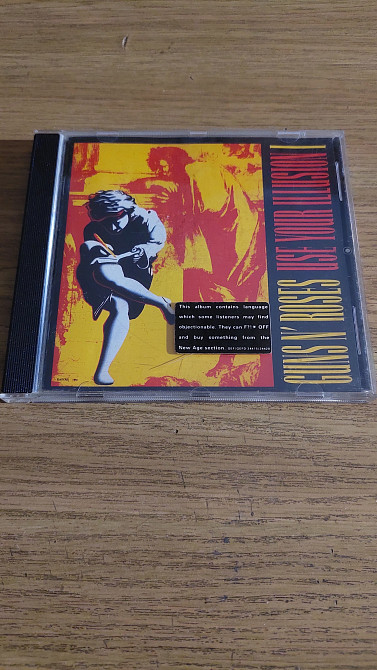 GUNS N' ROSES USE YOUR ILLUSION I
This album contains language
which some listeners may find
objectionable. They can F?!* OFF
and buy something from the
New Age section.